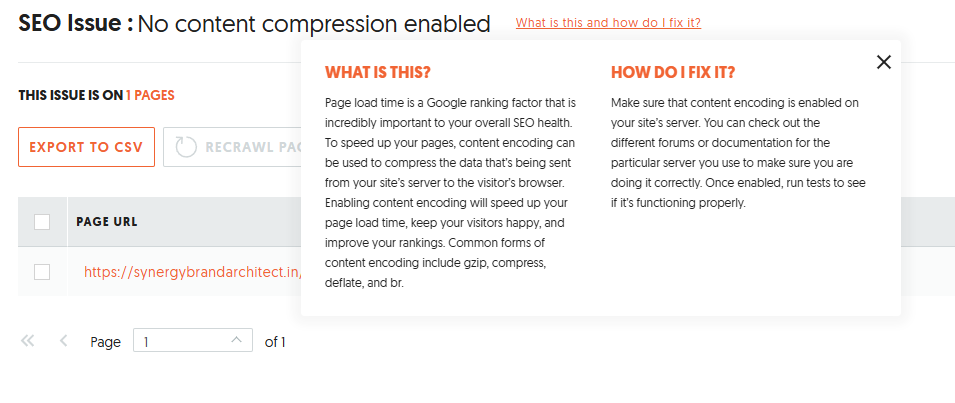 SEO Issue : No content compression enabled
What is this and how do I fix it?
THIS ISSUE IS ON 1 PAGES
EXPORT TO CSV
RECRAWL
WHAT IS THIS?
Page load time is a Google ranking factor that is
incredibly important to your overall SEO health.
To speed up your pages, content encoding can
be used to compress the data that's being sent
from your site's server to the visitor's browser.
Enabling content encoding will speed up your
page load time, keep your visitors happy, and
improve your rankings. Common forms of
content encoding include gzip, compress,
deflate, and br.
HOW DO I FIX IT?
Make sure that content encoding is enabled on
your site's server. You can check out the
different forums or documentation for the
particular server you use to make sure you are
doing it correctly. Once enabled, run tests to see
if it's functioning properly.
PAGE URL
https://synergybrandarchitect.in/
Page 1 of 1